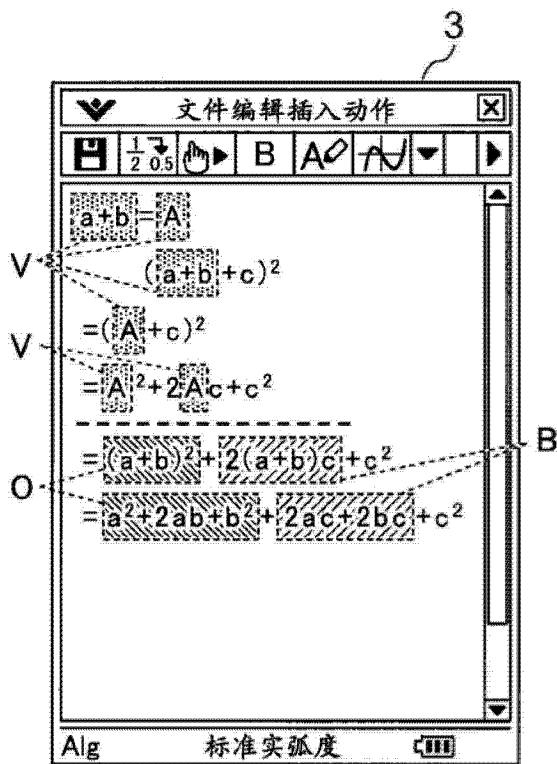 3
文件编辑插入动作
1/2 0.5 B A
a+b=A
V
(a+b+c)²
=(A+c)²
V
=A²+2Ac+c²
=(a+b)²+2(a+b)c+c²
B
O
=a²+2ab+b²+2ac+2bc+c²
Alg 标准实弧度